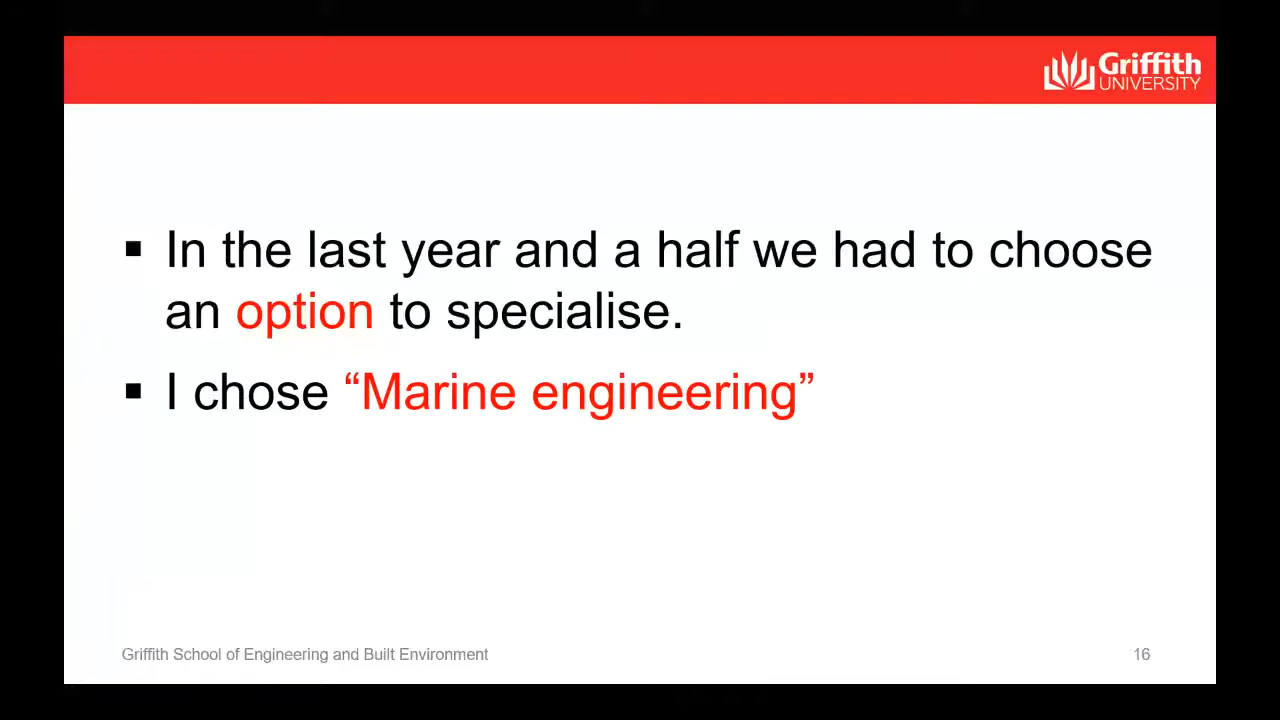 Griffith
UNIVERSITY
▪ In the last year and a half we had to choose
an option to specialise.
▪ I chose “Marine engineering”
Griffith School of Engineering and Built Environment
16